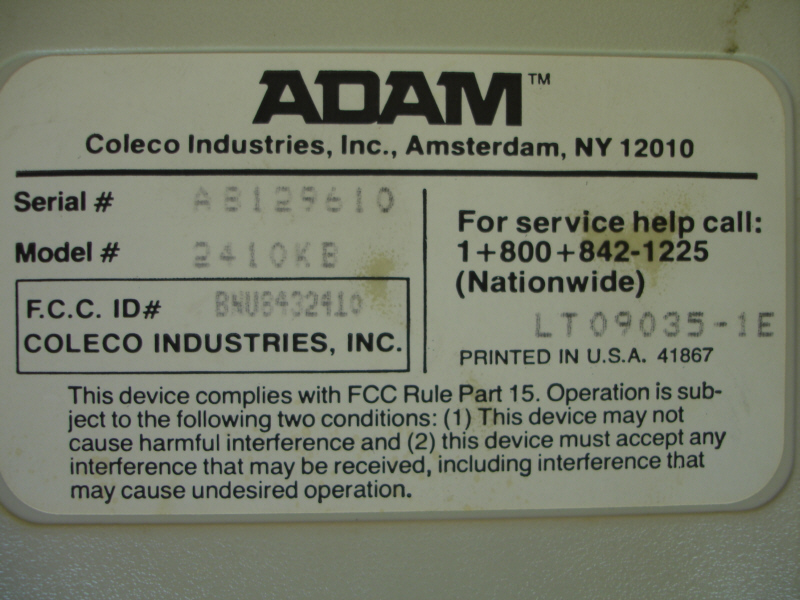 ADAM™
Coleco Industries, Inc., Amsterdam, NY 12010
Serial # AB129610
Model # 2410KB
F.C.C. ID# BNU8432410
COLECO INDUSTRIES, INC.
For service help call:
1+800+842-1225
(Nationwide)
LT09035-1E
PRINTED IN U.S.A. 41867
This device complies with FCC Rule Part 15. Operation is sub-
ject to the following two conditions: (1) This device may not
cause harmful interference and (2) this device must accept any
interference that may be received, including interference that
may cause undesired operation.